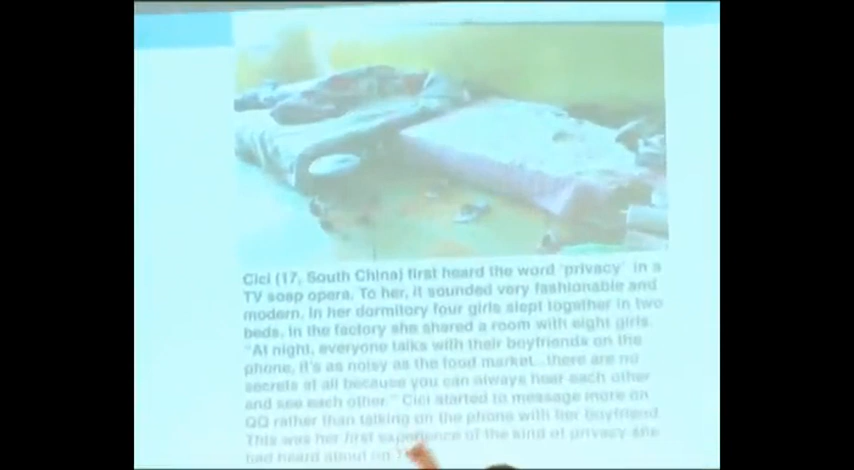 Cici (17, South China) first heard the word 'privacy' in a
TV soap opera. To her, it sounded very fashionable and
modern. In her dormitory four girls slept together in two
beds. In the factory she shared a room with eight girls.
"At night, everyone talks with their boyfriends on the
phone, it's as noisy as the food market...there are no
secrets at all because you can always hear each other
and see each other." Cici started to message more on
QQ rather than talking on the phone with her boyfriend.
This was her first experience of the kind of privacy she
had heard about on